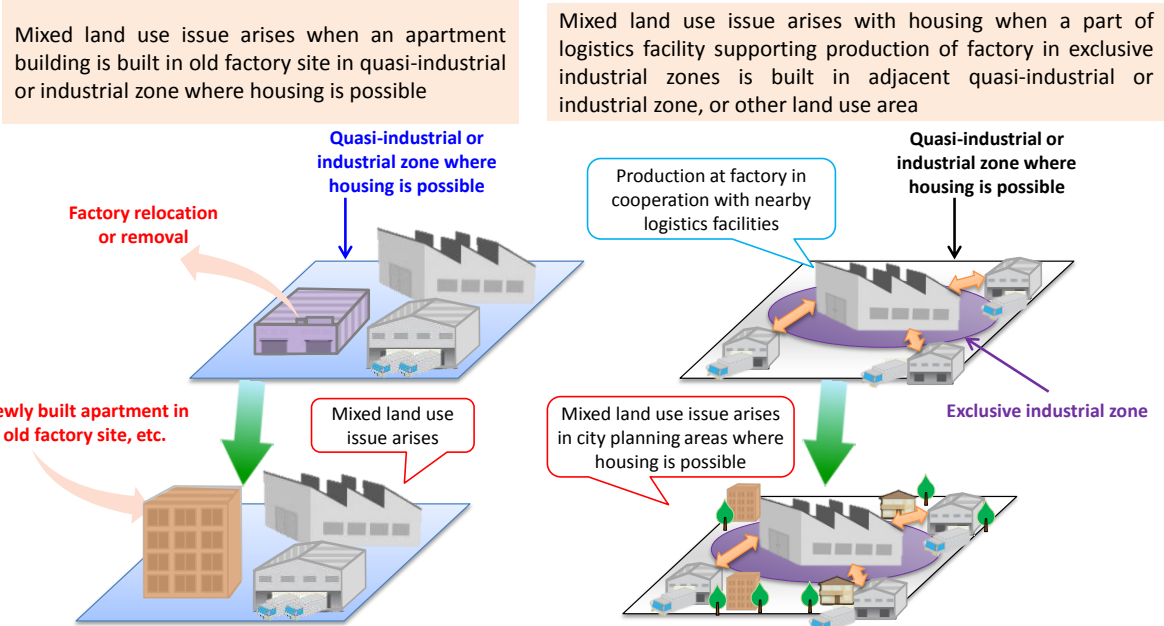 Mixed land use issue arises when an apartment
building is built in old factory site in quasi-industrial
or industrial zone where housing is possible
Quasi-industrial or
industrial zone where
housing is possible
Factory relocation
or removal
ewly built apartment in
old factory site, etc.
Mixed land use
issue arises
Mixed land use issue arises with housing when a part of
logistics facility supporting production of factory in exclusive
industrial zones is built in adjacent quasi-industrial or
industrial zone, or other land use area
Quasi-industrial or
industrial zone where
housing is possible
Production at factory in
cooperation with nearby
logistics facilities
Exclusive industrial zone
Mixed land use issue arises
in city planning areas where
housing is possible